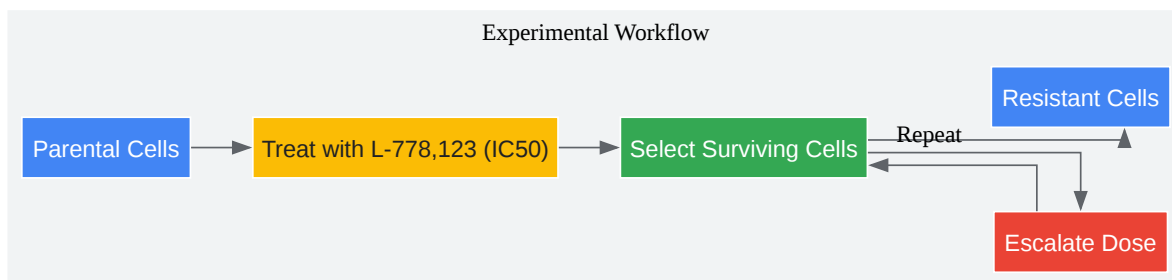 Experimental Workflow
Parental Cells
Treat with L-778,123 (IC50)
Select Surviving Cells
Repeat
Resistant Cells
Escalate Dose